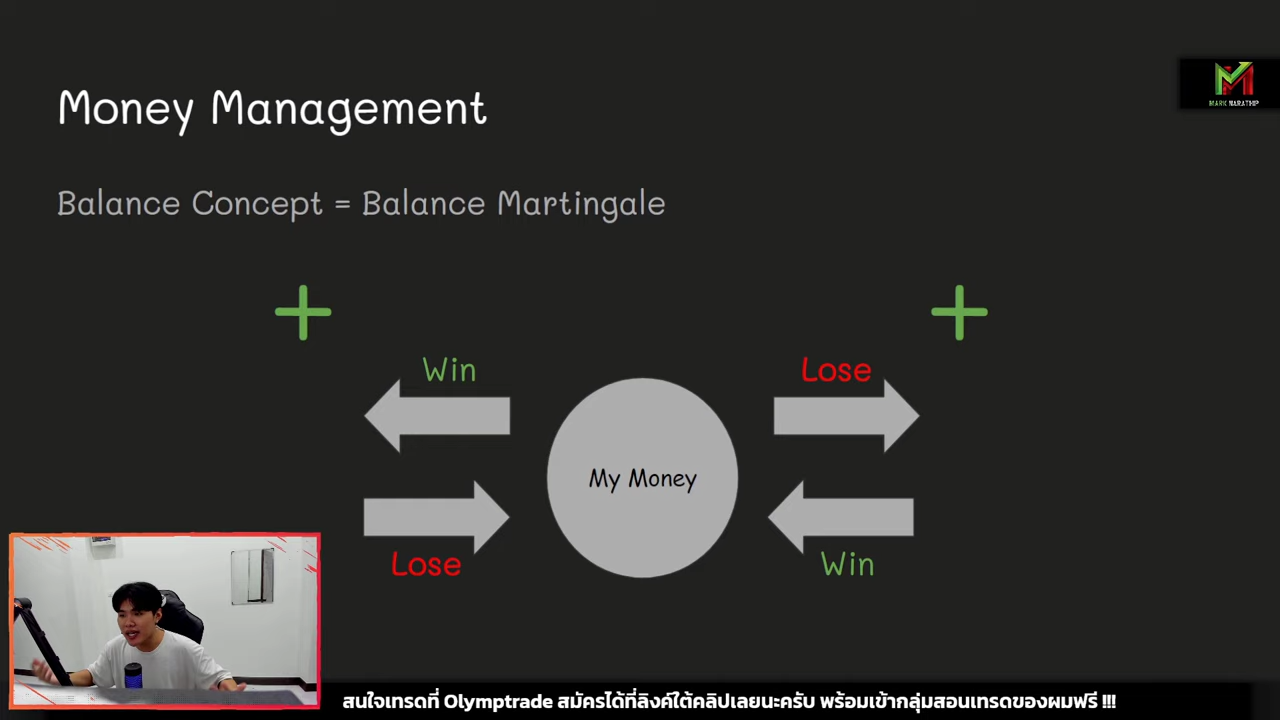 Money Management
MARK NARATHIP
Balance Concept = Balance Martingale
Win
Lose
My Money
Lose
Win
สนใจเทรดที่ Olymptrade สมัครได้ที่ลิงค์ใต้คลิปเลยนะครับ พร้อมเข้ากลุ่มสอนเทรดของผมฟรี !!!